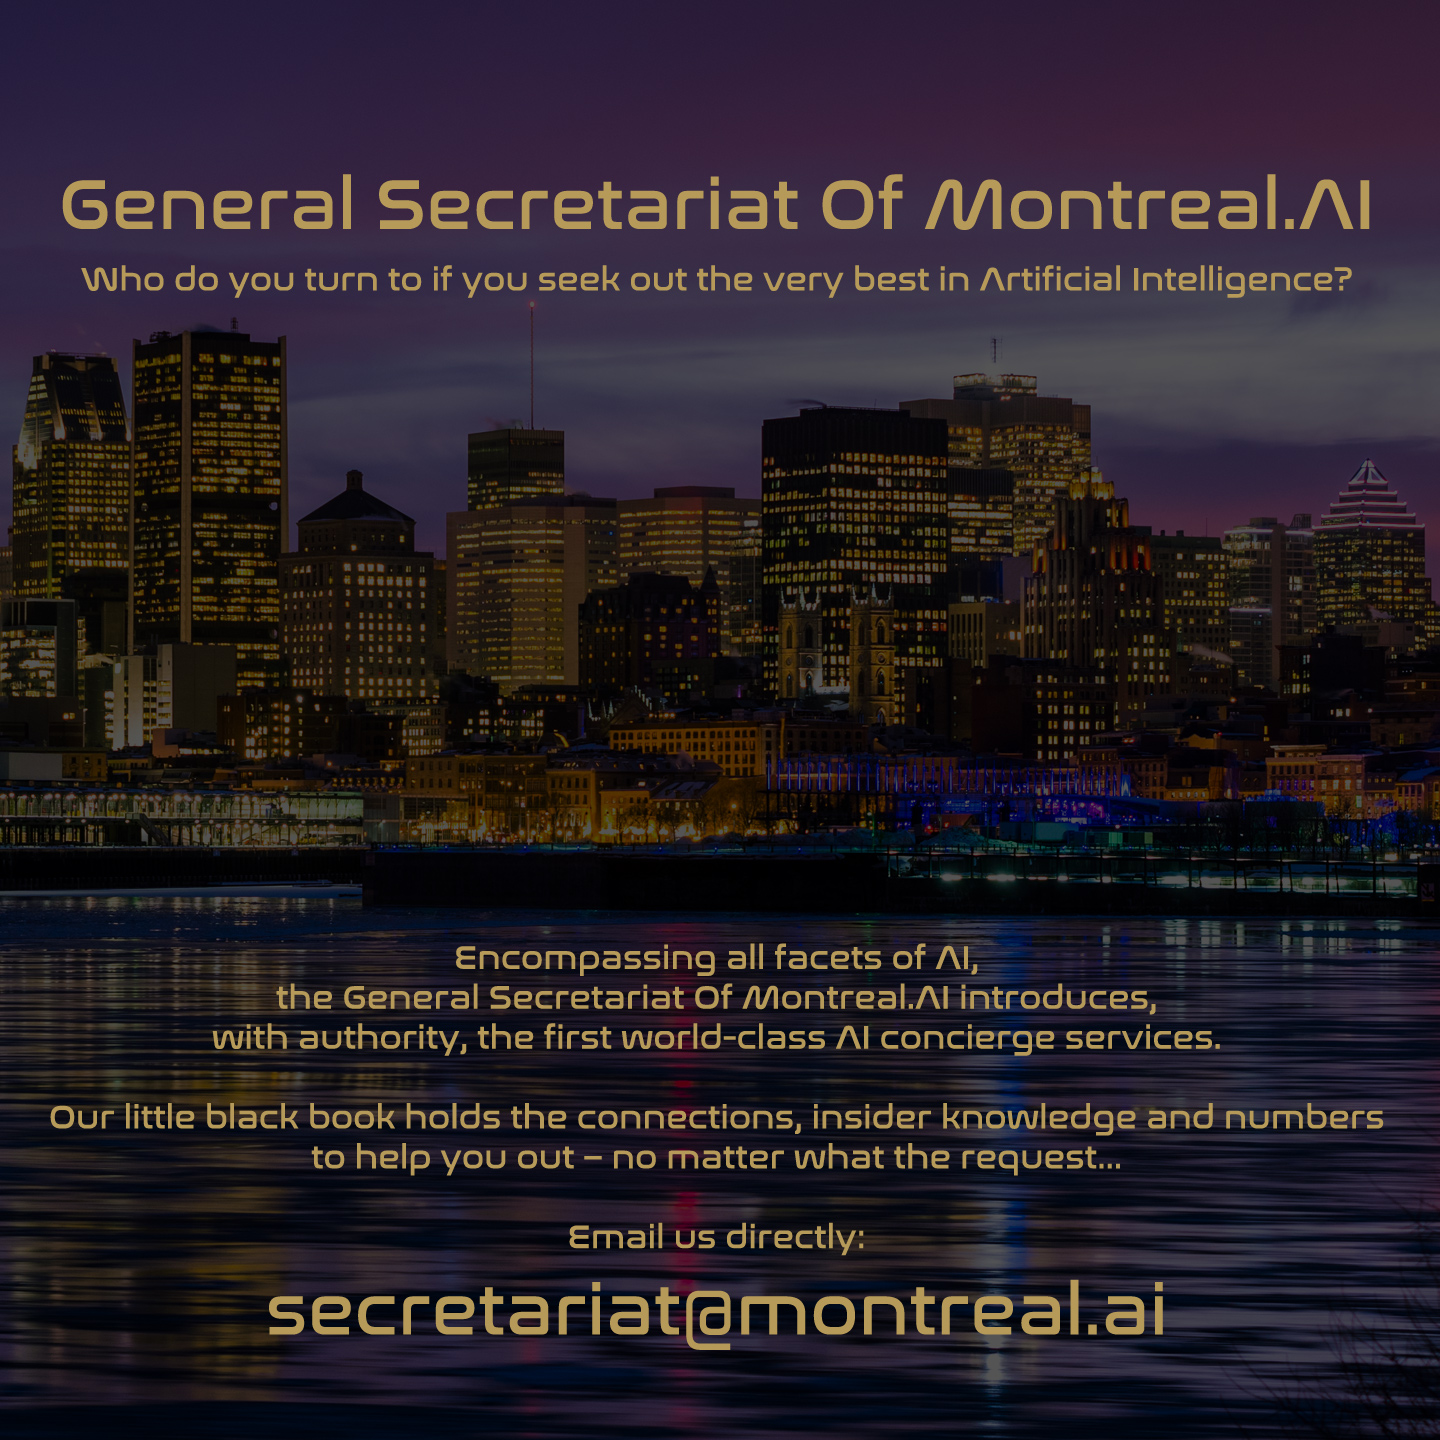 General Secretariat Of Montreal.AI
Who do you turn to if you seek out the very best in Artificial Intelligence?
Encompassing all facets of AI,
the General Secretariat Of Montreal.AI introduces,
with authority, the first world-class AI concierge services.
Our little black book holds the connections, insider knowledge and numbers
to help you out – no matter what the request...
Email us directly:
secretariat@montreal.ai